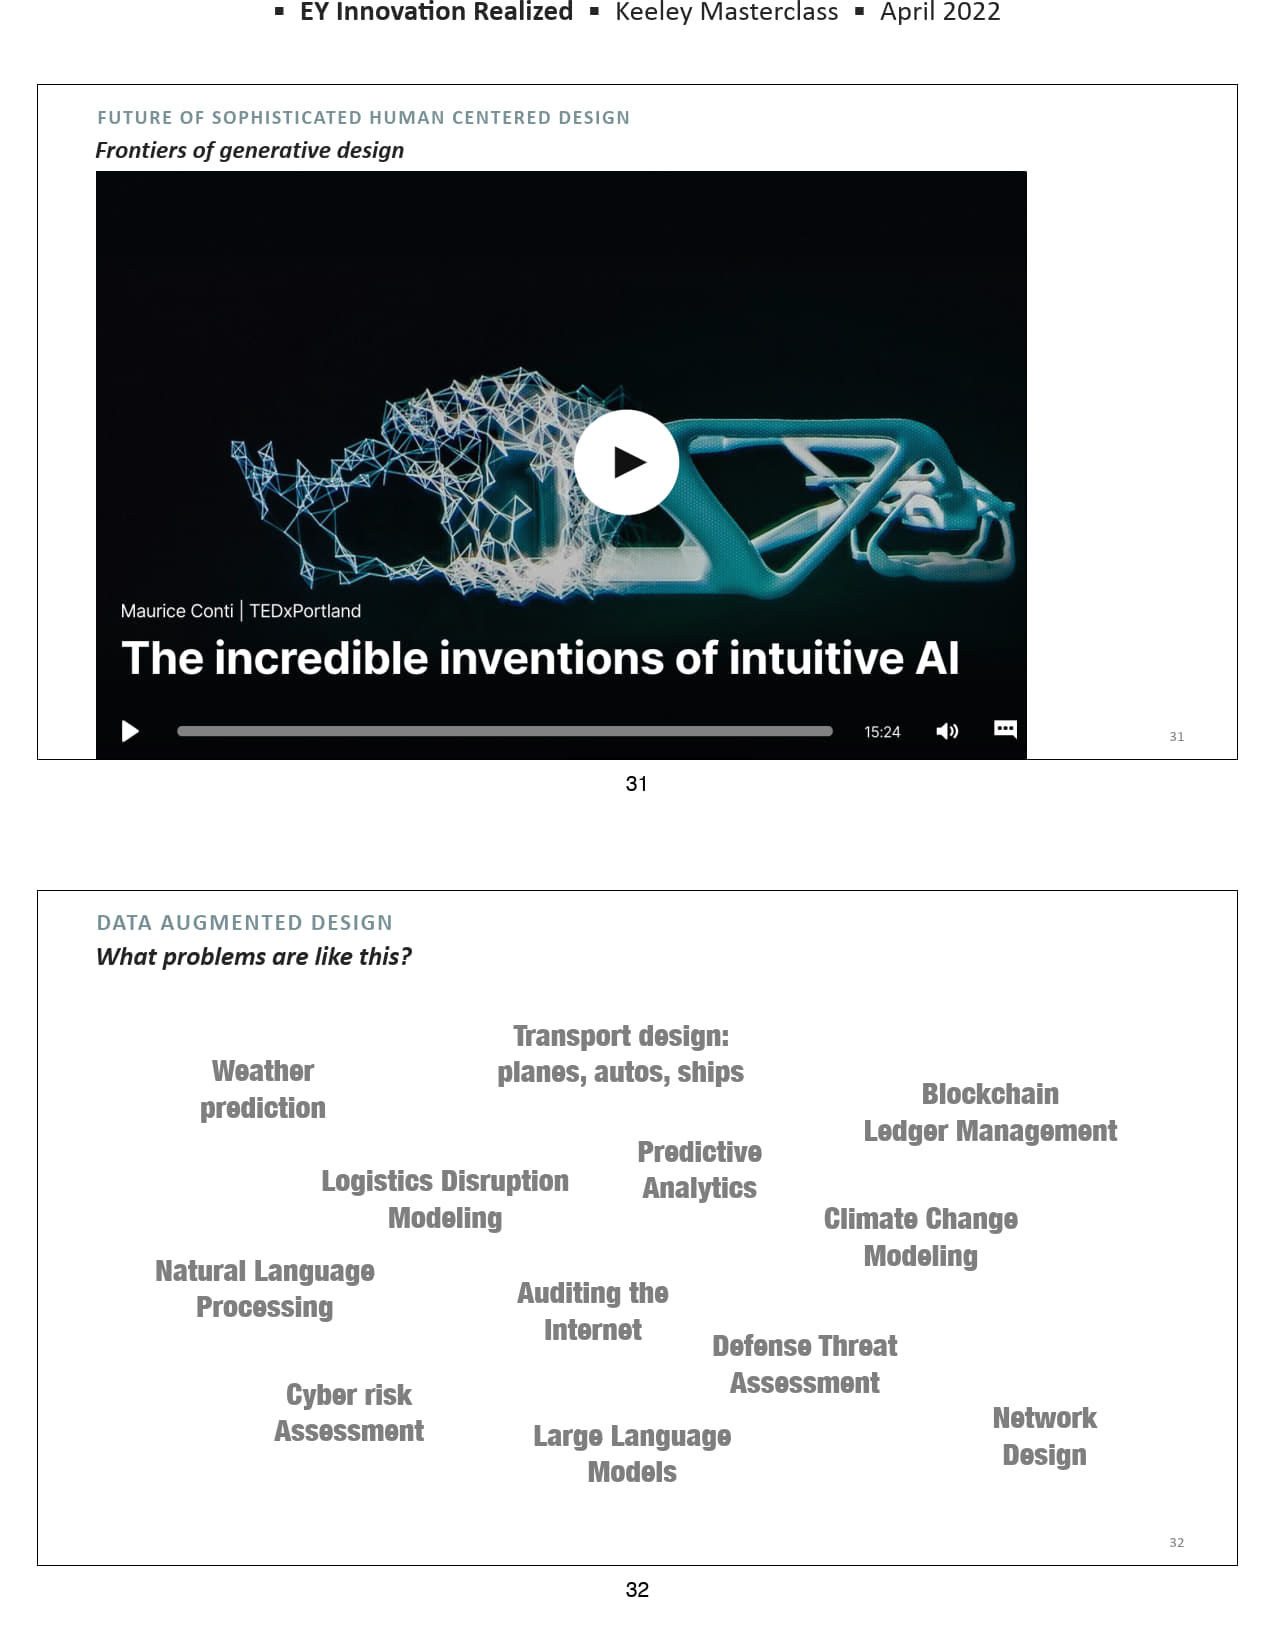 ▪ EY Innovation Realized ▪ Keeley Masterclass ▪ April 2022
FUTURE OF SOPHISTICATED HUMAN CENTERED DESIGN
Frontiers of generative design
Maurice Conti | TEDxPortland
The incredible inventions of intuitive AI
15:24
31
31
DATA AUGMENTED DESIGN
What problems are like this?
Transport design:
planes, autos, ships
Weather
prediction
Blockchain
Ledger Management
Predictive
Analytics
Logistics Disruption
Modeling
Climate Change
Modeling
Natural Language
Processing
Auditing the
Internet
Defense Threat
Assessment
Cyber risk
Assessment
Large Language
Models
Network
Design
32
32